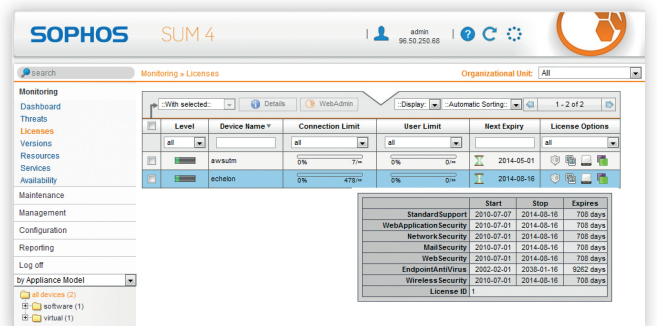 SOPHOS SUM 4 admin
96.50.250.68
search
Monitoring » Licenses Organizational Unit: All
Monitoring
Dashboard
Threats
Licenses
Versions
Resources
Services
Availability
Maintenance
Management
Configuration
Reporting
Log off
by Appliance Model
all devices (2)
software (1)
virtual (1)
::With selected:: Details WebAdmin ::Display: ::Automatic Sorting:: 1 - 2 of 2
Level Device Name Connection Limit User Limit Next Expiry License Options
all all all all all
awsutm 0% 7/∞ 0% 0/∞ 2014-05-01
echelon 0% 478/∞ 0% 0/∞ 2014-08-16
Start Stop Expires
StandardSupport 2010-07-07 2014-08-16 708 days
WebApplicationSecurity 2010-07-01 2014-08-16 708 days
NetworkSecurity 2010-07-01 2014-08-16 708 days
MailSecurity 2010-07-01 2014-08-16 708 days
WebSecurity 2010-07-01 2014-08-16 708 days
EndpointAntiVirus 2002-02-01 2038-01-16 9262 days
WirelessSecurity 2010-07-01 2014-08-16 708 days
License ID 1